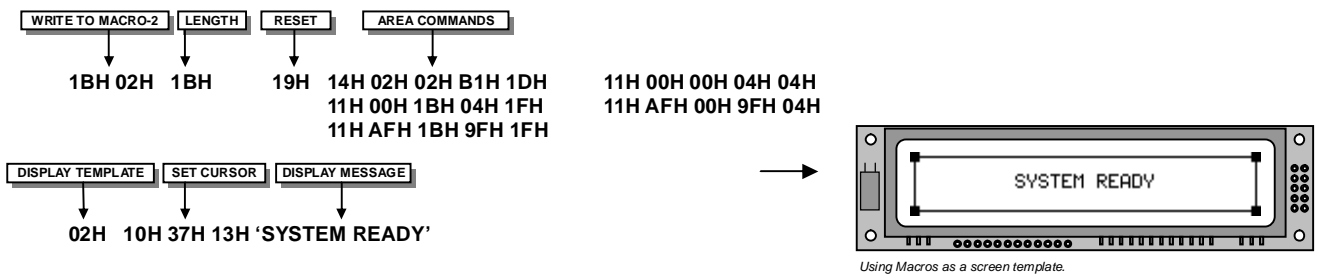 WRITE TO MACRO-2 LENGTH RESET AREA COMMANDS
1BH 02H 1BH 19H 14H 02H 02H B1H 1DH 11H 00H 00H 04H 04H
11H 00H 1BH 04H 1FH 11H AFH 00H 9FH 04H
11H AFH 1BH 9FH 1FH
DISPLAY TEMPLATE SET CURSOR DISPLAY MESSAGE
02H 10H 37H 13H ‘SYSTEM READY’
SYSTEM READY
Using Macros as a screen template.